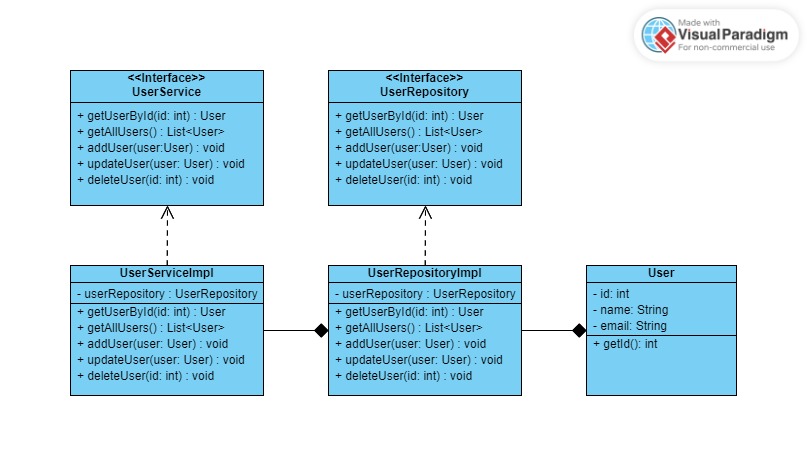 Made with
VisualParadigm
For non-commercial use
<<Interface>>
UserService
+ getUserById(id: int) : User
+ getAllUsers() : List<User>
+ addUser(user:User) : void
+ updateUser(user: User) : void
+ deleteUser(id: int) : void
<<Interface>>
UserRepository
+ getUserById(id: int) : User
+ getAllUsers() : List<User>
+ addUser(user:User) : void
+ updateUser(user: User) : void
+ deleteUser(id: int) : void
UserServiceImpl
- userRepository : UserRepository
+ getUserById(id: int) : User
+ getAllUsers() : List<User>
+ addUser(user: User) : void
+ updateUser(user: User) : void
+ deleteUser(id: int) : void
UserRepositoryImpl
- userRepository : UserRepository
+ getUserById(id: int) : User
+ getAllUsers() : List<User>
+ addUser(user: User) : void
+ updateUser(user: User) : void
+ deleteUser(id: int) : void
User
- id: int
- name: String
- email: String
+ getId(): int